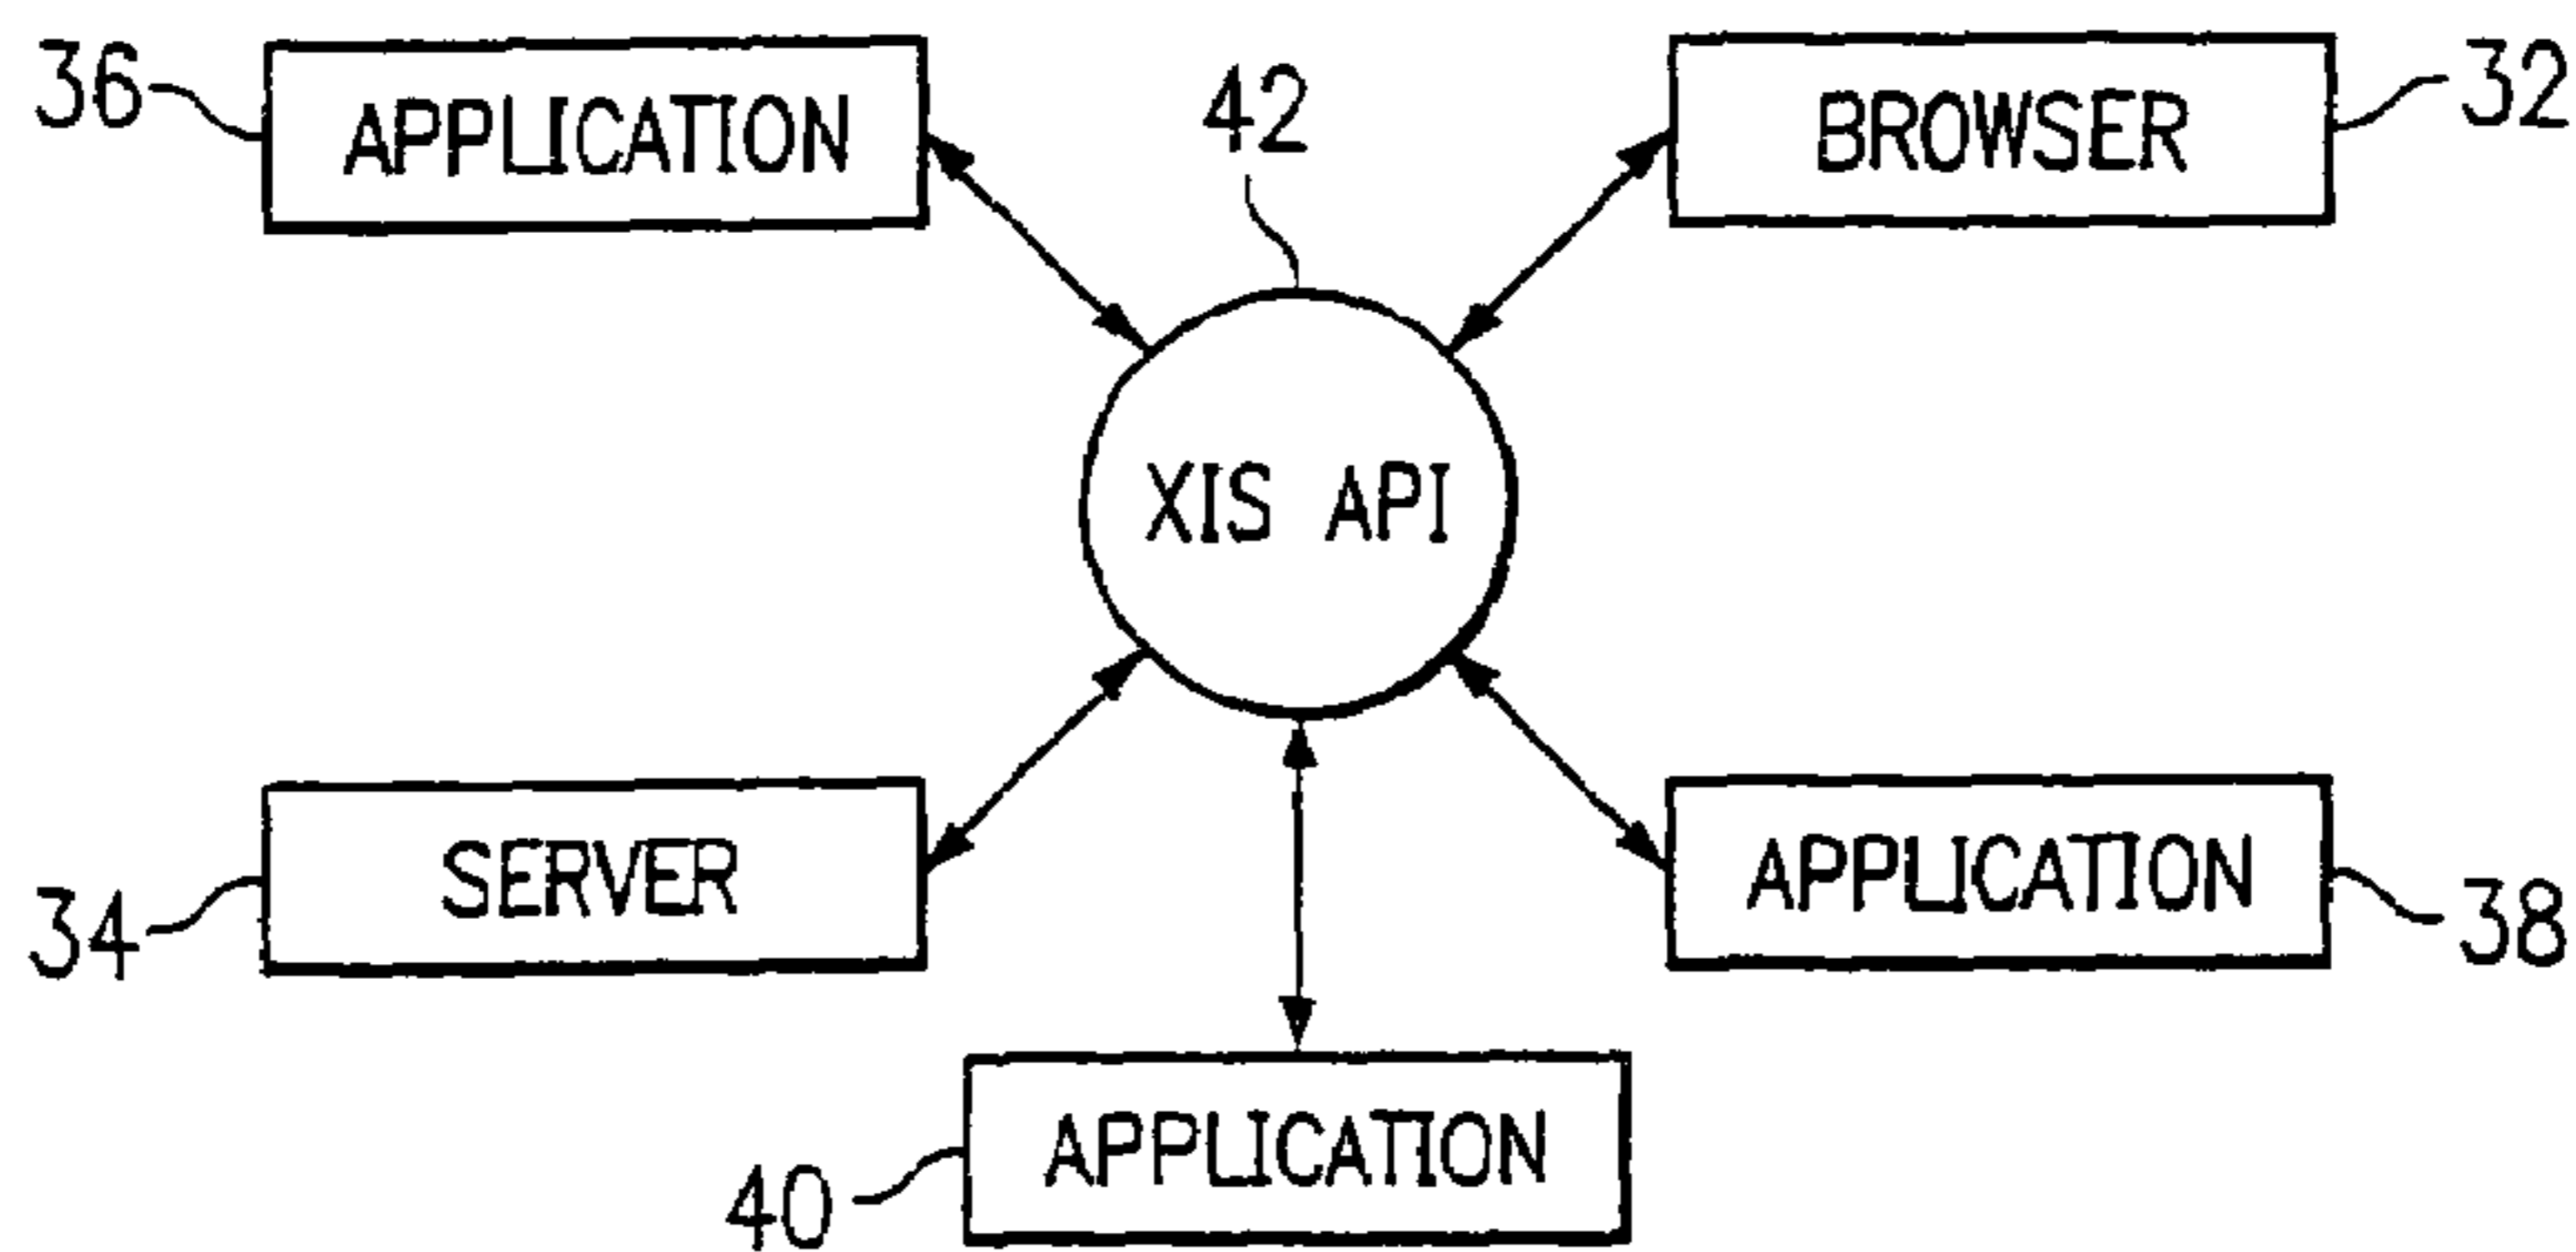 36
APPLICATION
42
BROWSER
32
XIS API
34
SERVER
APPLICATION
38
40
APPLICATION